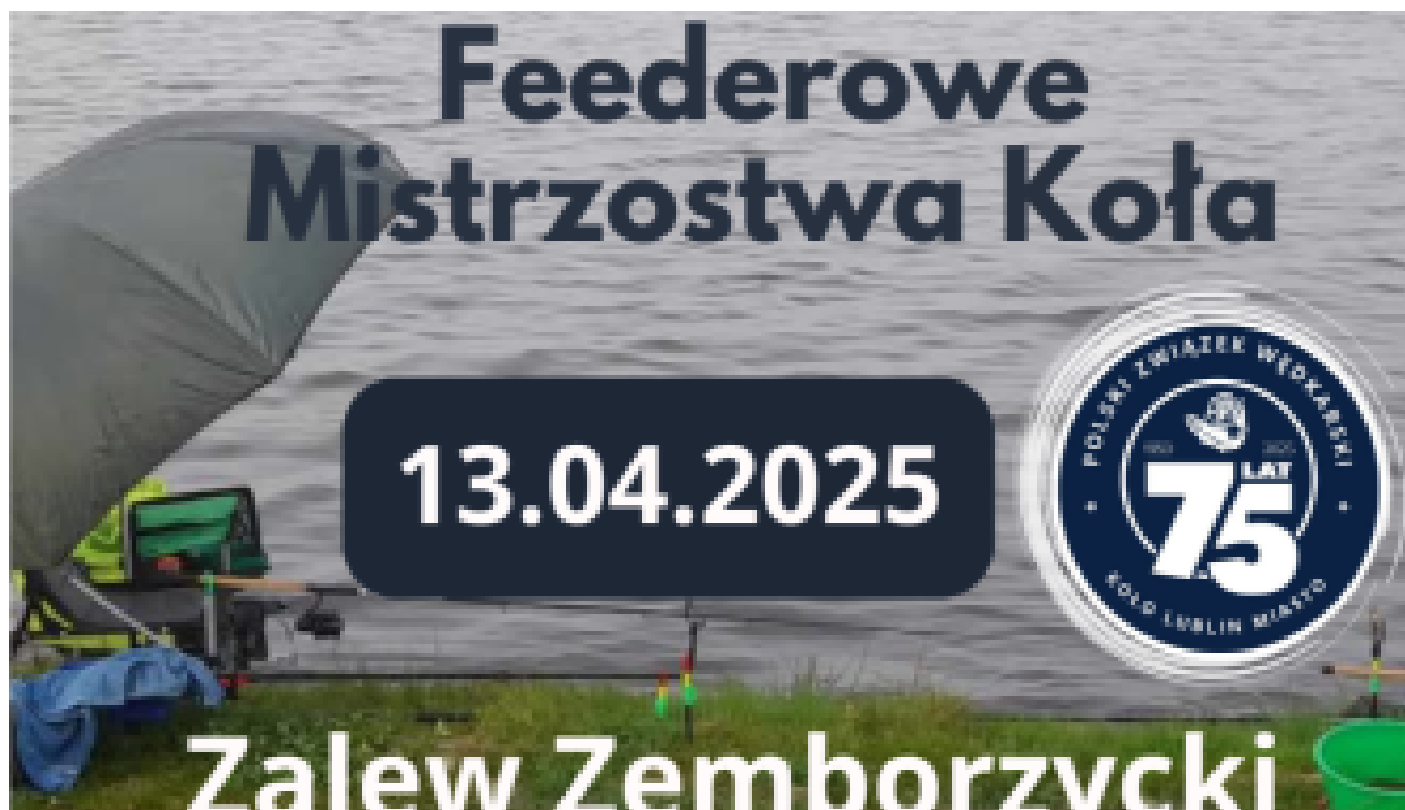 Feederowe
Mistrzostwa Koła
13.04.2025
POLSKI ZWIĄZEK WĘDKARSKI
LAT
75
KOŁO LUBLIN MIASTO
Zalew Zemborzycki